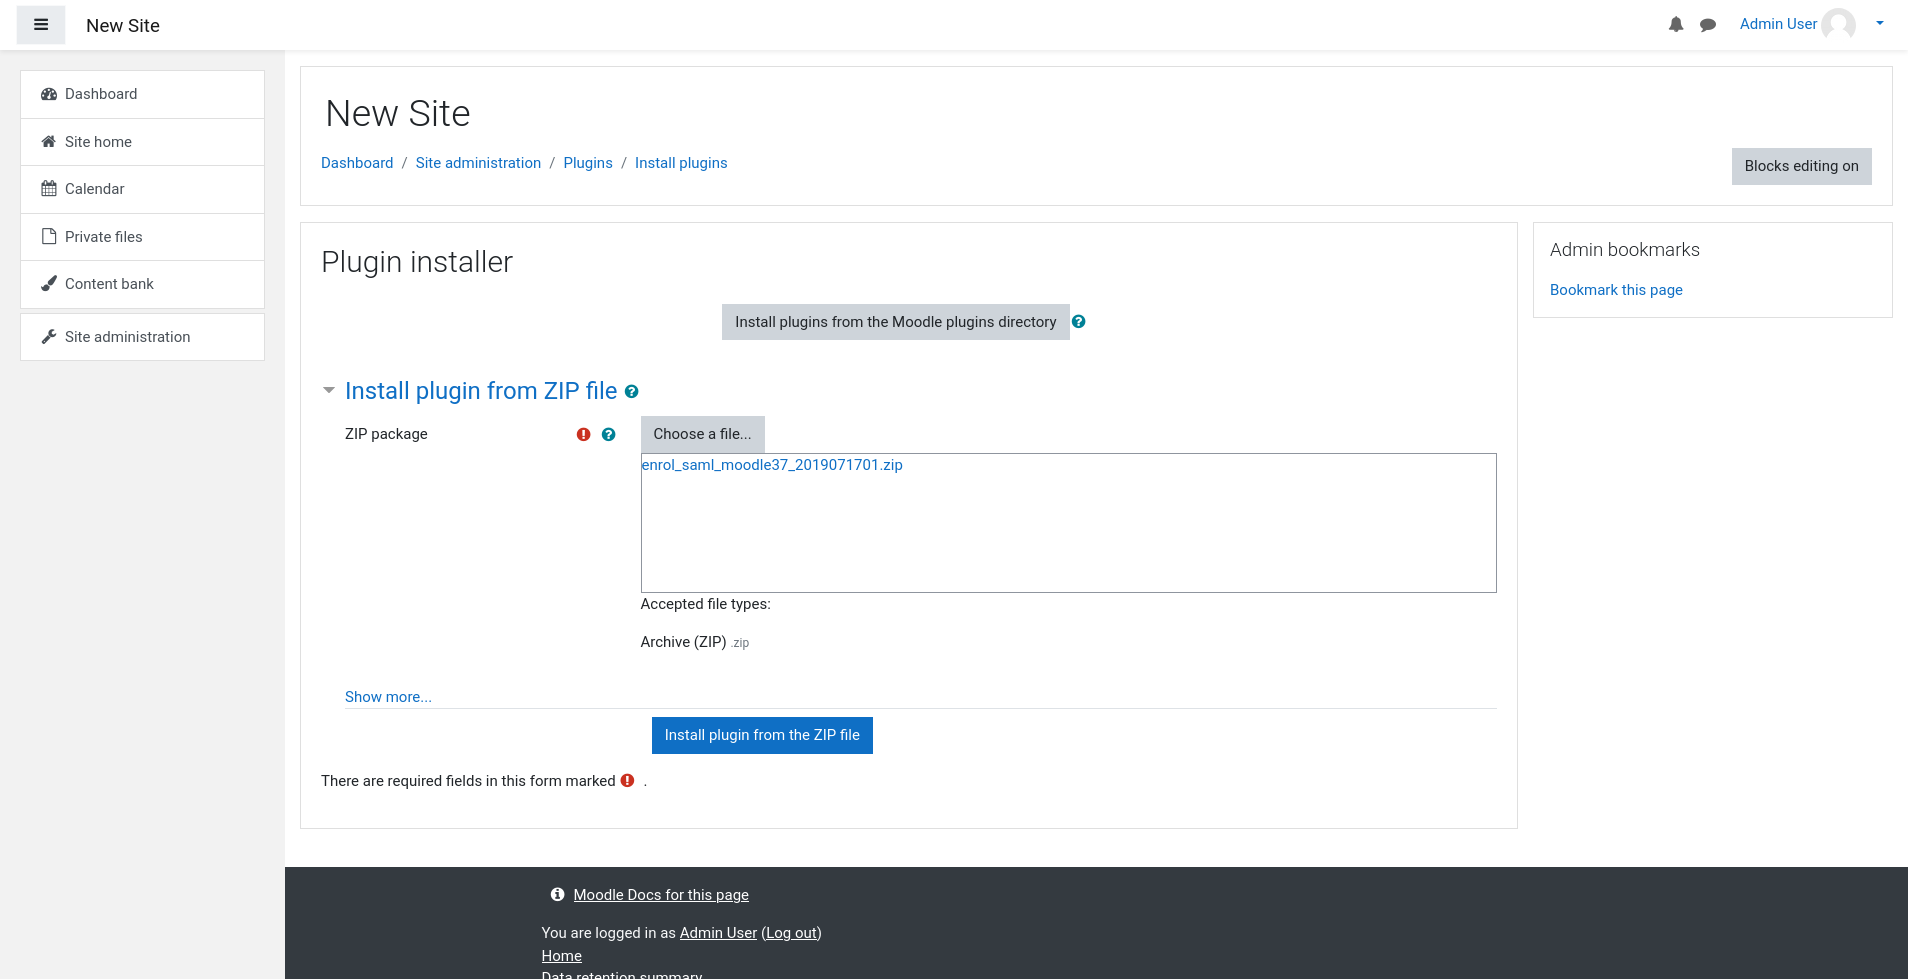 New Site
Admin User
Dashboard
Site home
Calendar
Private files
Content bank
Site administration
New Site
Dashboard / Site administration / Plugins / Install plugins
Blocks editing on
Plugin installer
Install plugins from the Moodle plugins directory
Install plugin from ZIP file
ZIP package
Choose a file...
enrol_saml_moodle37_2019071701.zip
Accepted file types:
Archive (ZIP) .zip
Show more...
Install plugin from the ZIP file
There are required fields in this form marked .
Admin bookmarks
Bookmark this page
Moodle Docs for this page
You are logged in as Admin User (Log out)
Home
Data retention summary